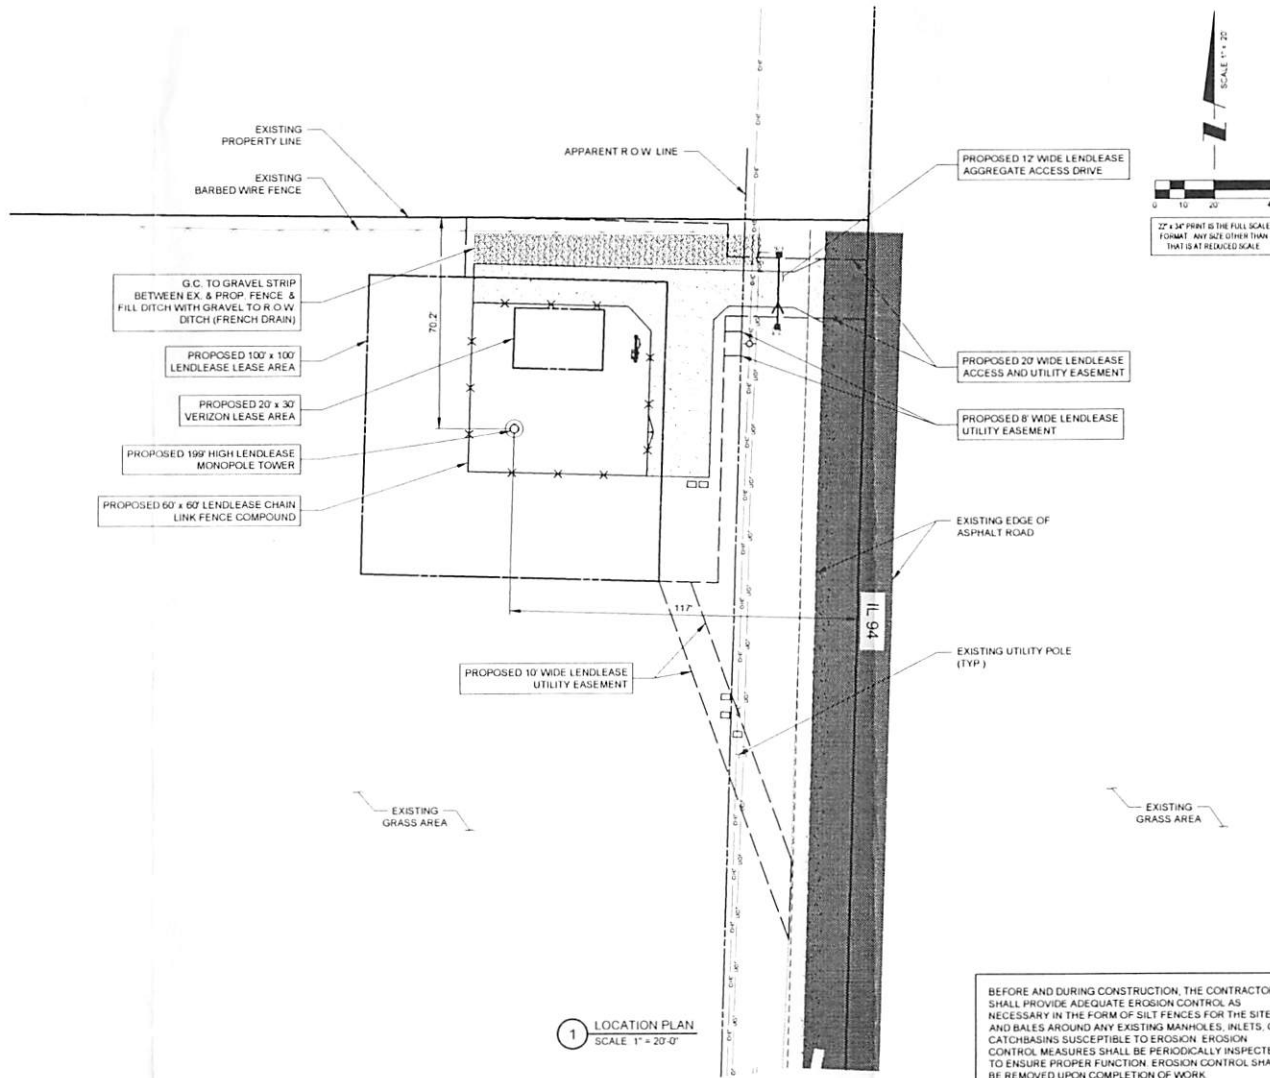 EXISTING
PROPERTY LINE
EXISTING
BARBED WIRE FENCE
APPARENT R.O.W. LINE
PROPOSED 12' WIDE LENDLEASE
AGGREGATE ACCESS DRIVE
SCALE 1" = 20'
0 10' 20'
22" x 34" PRINT IS THE FULL SCALE
FORMAT. ANY SIZE OTHER THAN
THAT IS AT REDUCED SCALE
G.C. TO GRAVEL STRIP
BETWEEN EX. & PROP. FENCE &
FILL DITCH WITH GRAVEL TO R.O.W
DITCH (FRENCH DRAIN)
70.2'
PROPOSED 100' x 100'
LENDLEASE LEASE AREA
PROPOSED 20' x 30'
VERIZON LEASE AREA
PROPOSED 199' HIGH LENDLEASE
MONOPOLE TOWER
PROPOSED 60' x 60' LENDLEASE CHAIN
LINK FENCE COMPOUND
PROPOSED 20' WIDE LENDLEASE
ACCESS AND UTILITY EASEMENT
PROPOSED 8' WIDE LENDLEASE
UTILITY EASEMENT
EXISTING EDGE OF
ASPHALT ROAD
117'
IL 94
PROPOSED 10' WIDE LENDLEASE
UTILITY EASEMENT
EXISTING UTILITY POLE
(TYP.)
EXISTING
GRASS AREA
EXISTING
GRASS AREA
1 LOCATION PLAN
SCALE 1" = 20'-0"
BEFORE AND DURING CONSTRUCTION, THE CONTRACTO
SHALL PROVIDE ADEQUATE EROSION CONTROL AS
NECESSARY IN THE FORM OF SILT FENCES FOR THE SITE
AND BALES AROUND ANY EXISTING MANHOLES, INLETS,
CATCHBASINS SUSCEPTIBLE TO EROSION. EROSION
CONTROL MEASURES SHALL BE PERIODICALLY INSPECTE
TO ENSURE PROPER FUNCTION. EROSION CONTROL SHA
BE REMOVED UPON COMPLETION OF WORK